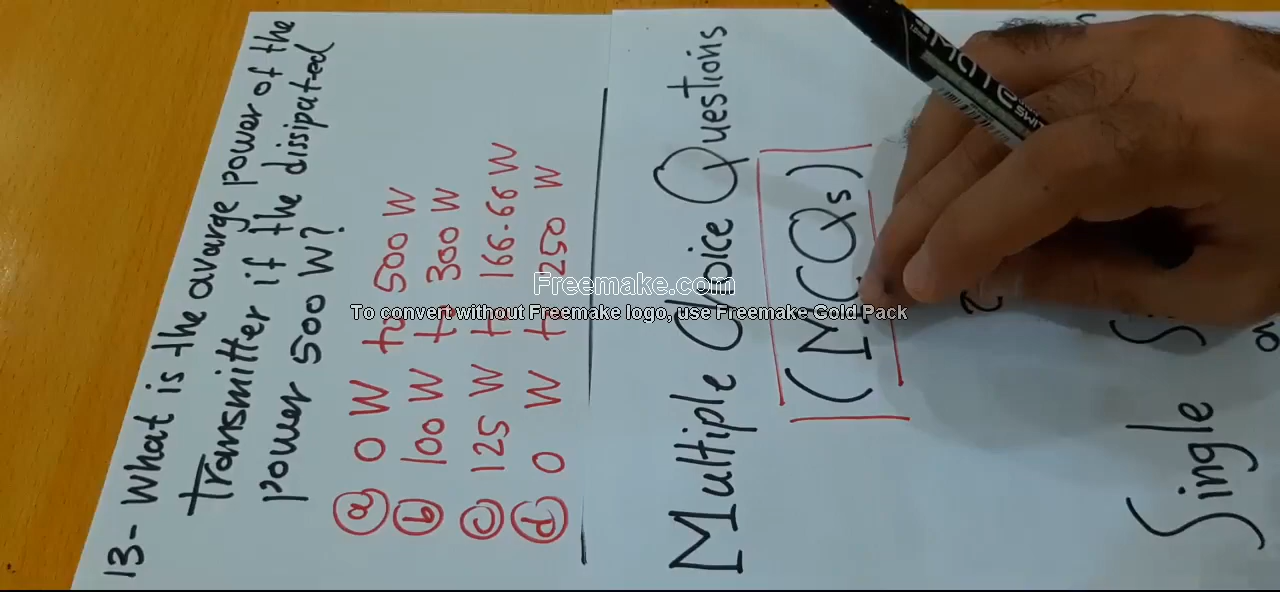 13- What is the avarge power of the
transmitter if the dissipated
power 500 W?
(a) 0 W to 500 W
(b) 100 W to 300 W
(c) 125 W to 166.66 W
(d) 0 W to 250 W
Multiple Choice Questions
(MCQs)
Single
Freemake.com
To convert without Freemake logo, use Freemake Gold Pack